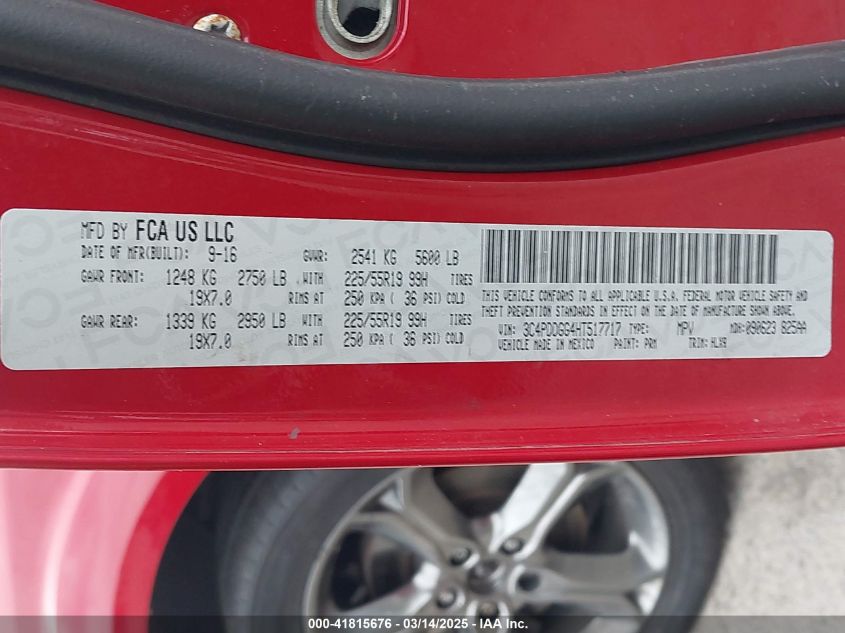 MFD BY FCA US LLC
DATE OF MFR(BUILT): 9-16 GVWR: 2541 KG 5600 LB
GAWR FRONT: 1248 KG 2750 LB WITH 225/55R19 99H TIRES
19X7.0 RIMS AT 250 KPA ( 36 PSI) COLD
GAWR REAR: 1339 KG 2950 LB WITH 225/55R19 99H TIRES
19X7.0 RIMS AT 250 KPA ( 36 PSI) COLD
THIS VEHICLE CONFORMS TO ALL APPLICABLE U.S.A. FEDERAL MOTOR VEHICLE SAFETY AND
THEFT PREVENTION STANDARDS IN EFFECT ON THE DATE OF MANUFACTURE SHOWN ABOVE.
VIN: 3C4PDDGG4HT517717 TYPE: MPV MDH: 090623 825AA
VEHICLE MADE IN MEXICO PAINT: PRM TRIM: HLX9
000-41815676 - 03/14/2025 - IAA Inc.